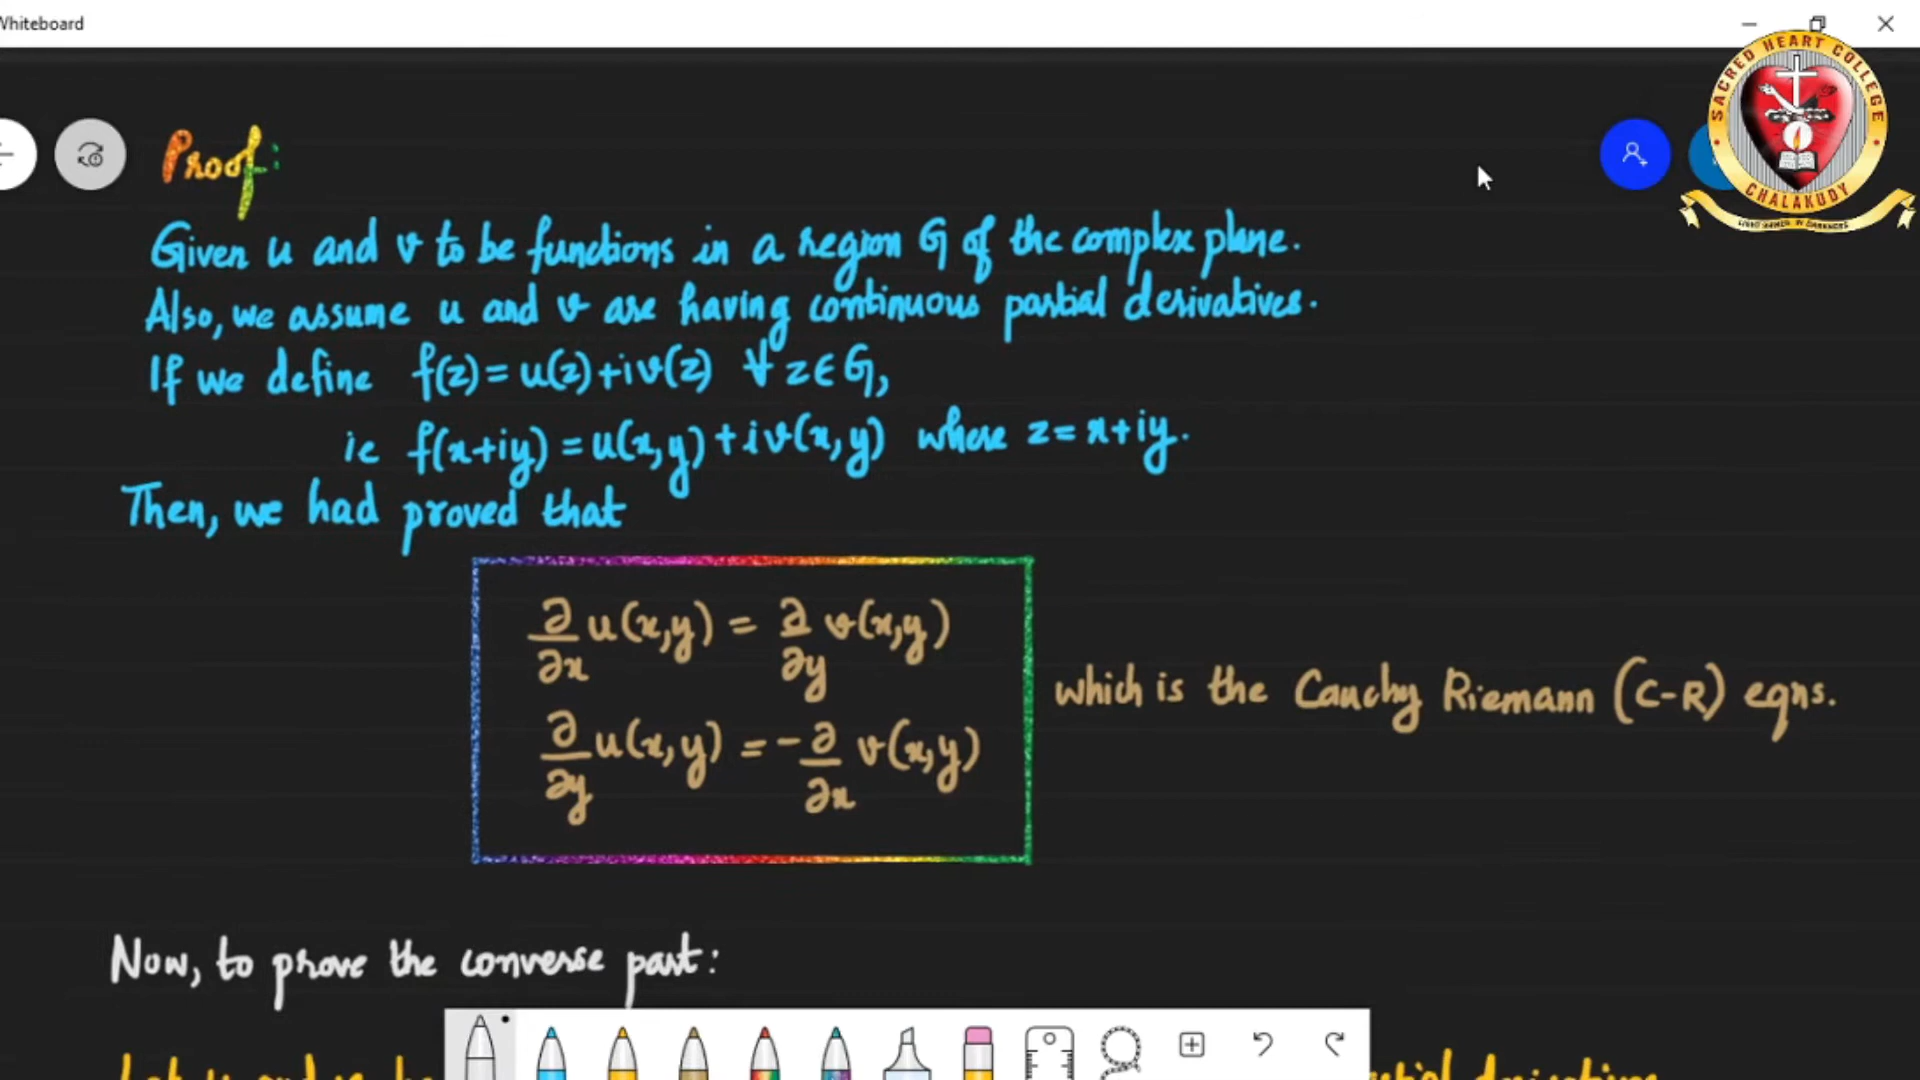 Whiteboard
SACRED HEART COLLEGE
CHALAKUDY
Proof:
Given u and v to be functions in a region G of the complex plane.
Also, we assume u and v are having continuous partial derivatives.
If we define f(z) = u(z)+iv(z) ∀ z∈G,
ie f(x+iy) = u(x,y)+iv(x,y) where z = x+iy.
Then, we had proved that
∂/∂x u(x,y) = ∂/∂y v(x,y)
which is the Cauchy Riemann (C-R) eqns.
∂/∂y u(x,y) = -∂/∂x v(x,y)
Now, to prove the converse part: